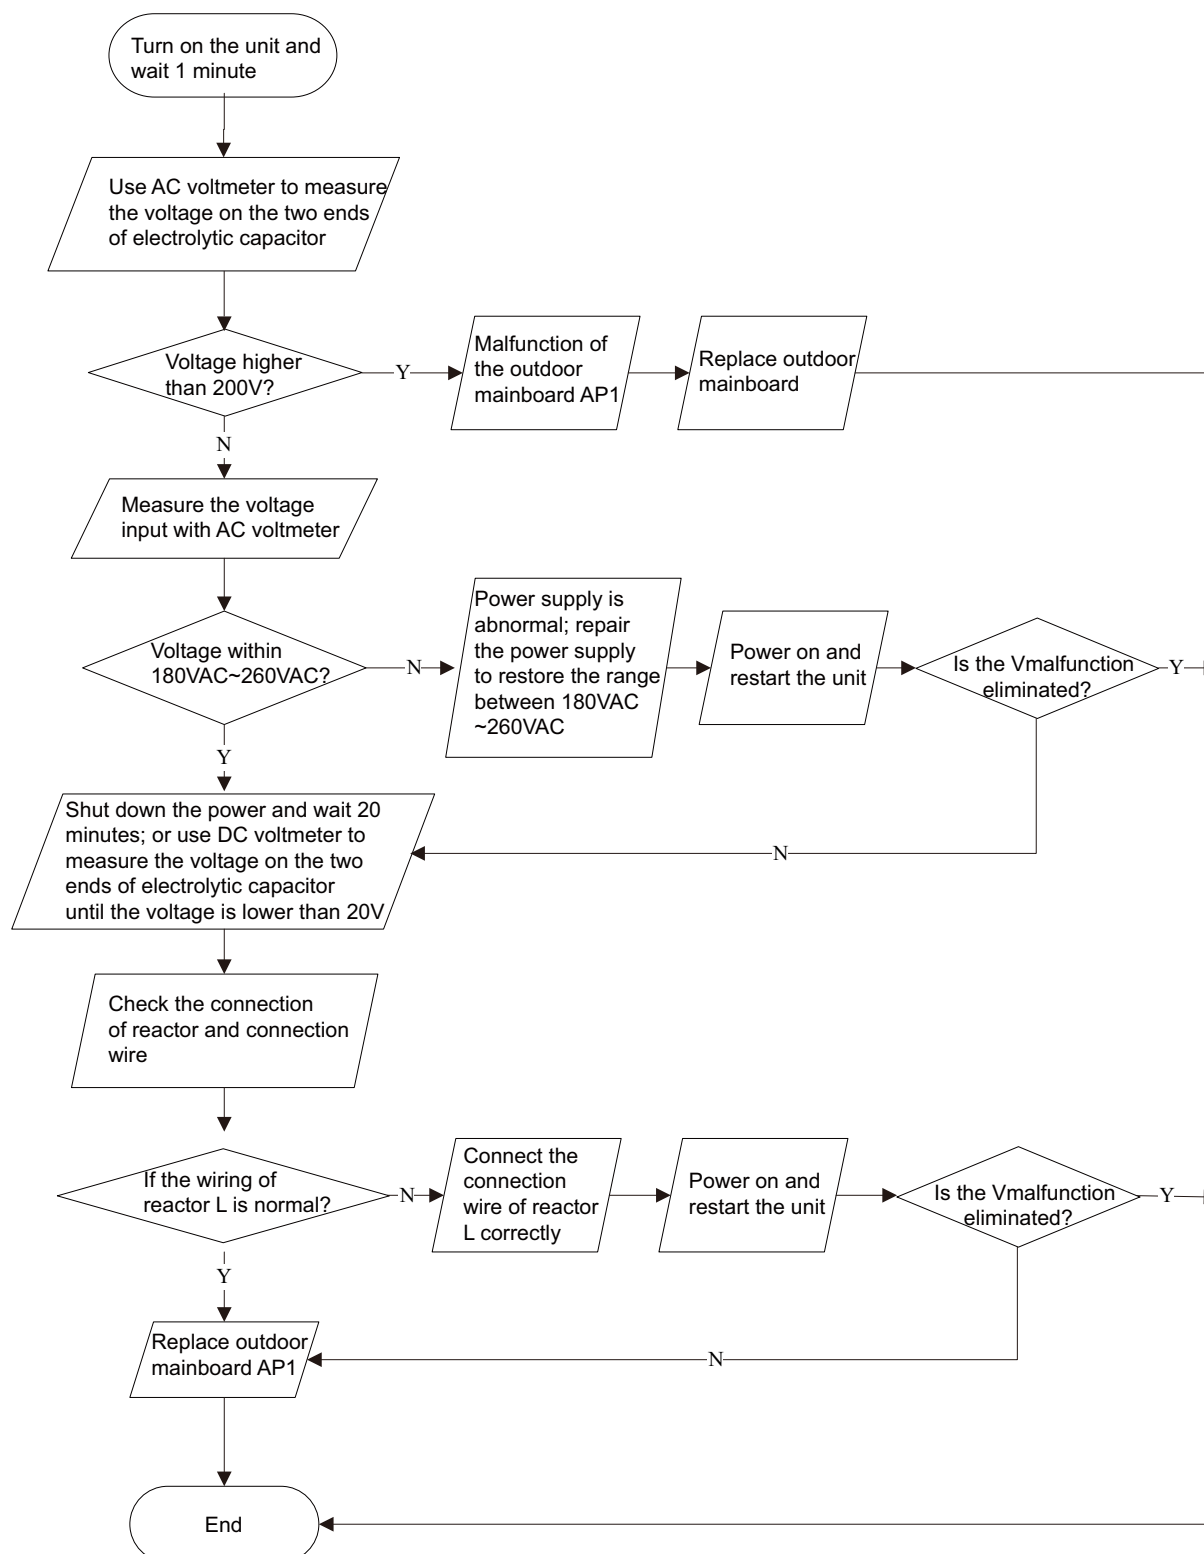 Turn on the unit and
wait 1 minute
Use AC voltmeter to measure
the voltage on the two ends
of electrolytic capacitor
Voltage higher
than 200V?
Y
Malfunction of
the outdoor
mainboard AP1
Replace outdoor
mainboard
N
Measure the voltage
input with AC voltmeter
Voltage within
180VAC~260VAC?
N
Power supply is
abnormal; repair
the power supply
to restore the range
between 180VAC
~260VAC
Power on and
restart the unit
Is the Vmalfunction
eliminated?
Y
Y
N
Shut down the power and wait 20
minutes; or use DC voltmeter to
measure the voltage on the two
ends of electrolytic capacitor
until the voltage is lower than 20V
Check the connection
of reactor and connection
wire
If the wiring of
reactor L is normal?
N
Connect the
connection
wire of reactor
L correctly
Power on and
restart the unit
Is the Vmalfunction
eliminated?
Y
Y
N
Replace outdoor
mainboard AP1
End